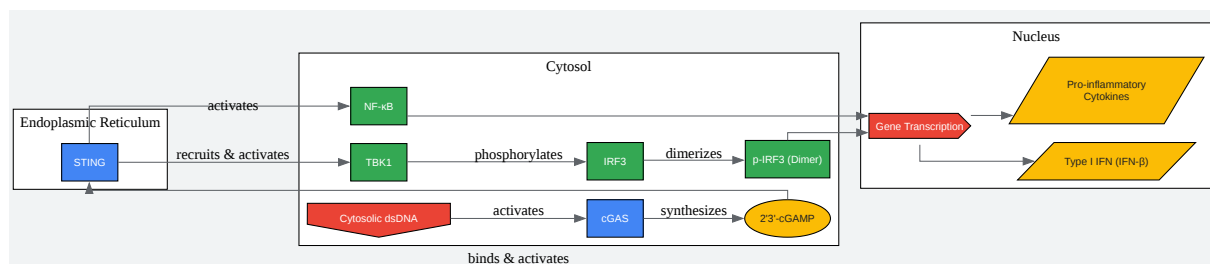 Nucleus
Cytosol
Pro-inflammatory
Cytokines
NF-κB
activates
Endoplasmic Reticulum
Gene Transcription
STING
recruits & activates
TBK1
phosphorylates
IRF3
dimerizes
p-IRF3 (Dimer)
Type I IFN (IFN-β)
Cytosolic dsDNA
activates
cGAS
synthesizes
2'3'-cGAMP
binds & activates